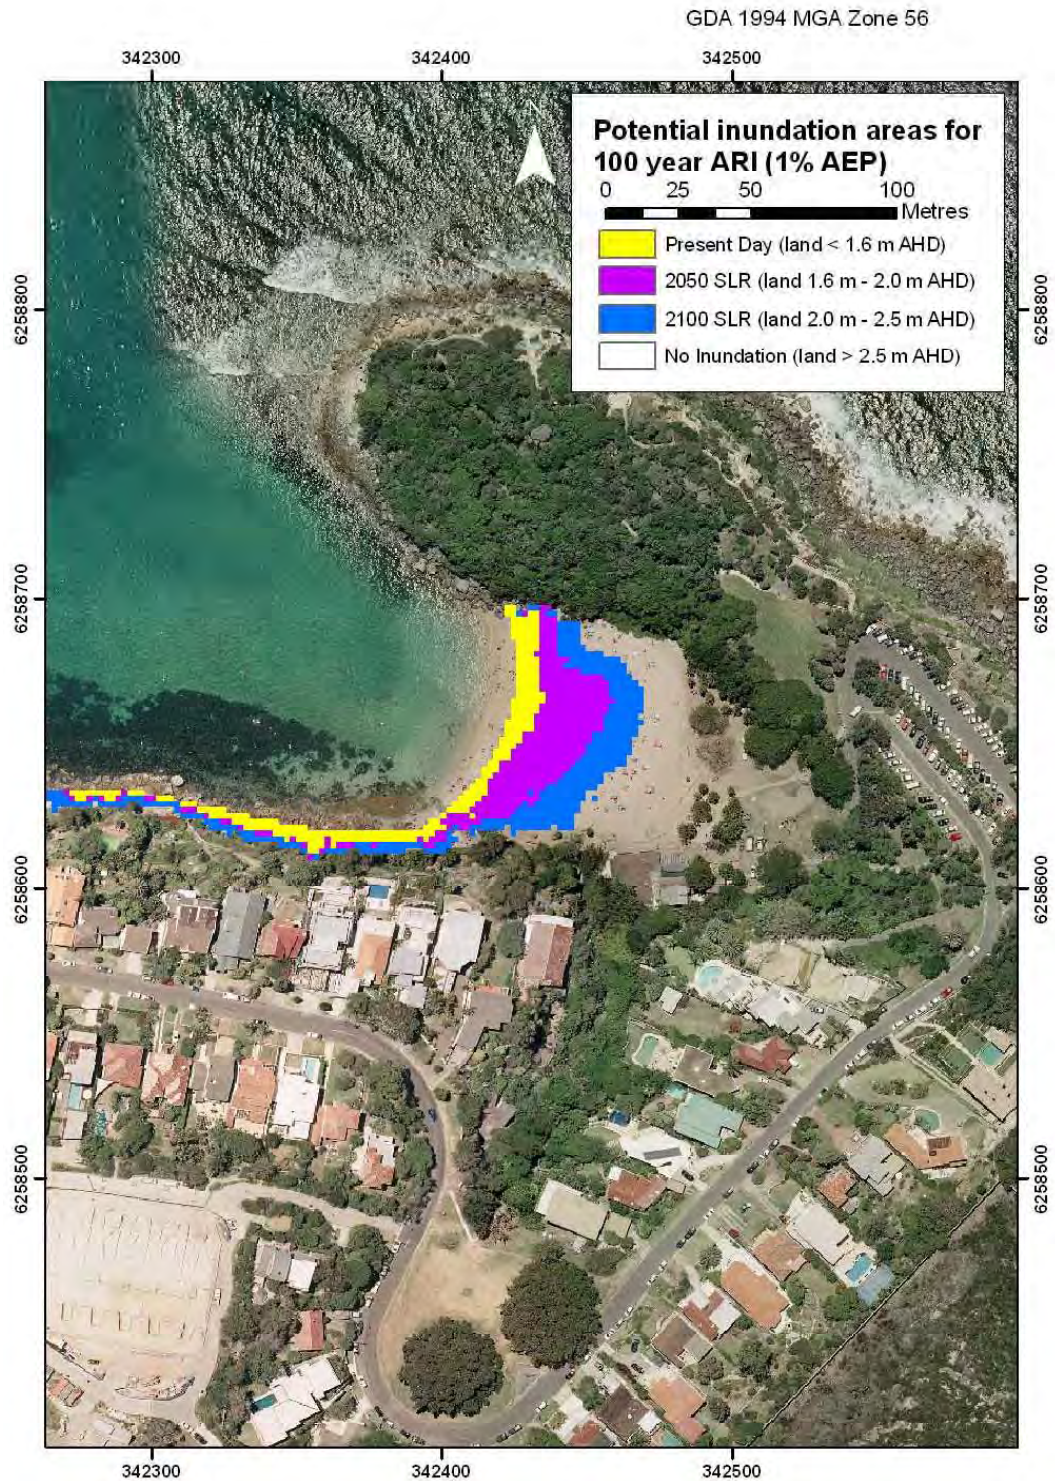 GDA 1994 MGA Zone 56
342300 342400 342500
Potential inundation areas for
100 year ARI (1% AEP)
0 25 50 100
Metres
Present Day (land < 1.6 m AHD)
2050 SLR (land 1.6 m - 2.0 m AHD)
2100 SLR (land 2.0 m - 2.5 m AHD)
No Inundation (land > 2.5 m AHD)
6258800 6258800
6258700 6258700
6258600 6258600
6258500 6258500
342300 342400 342500